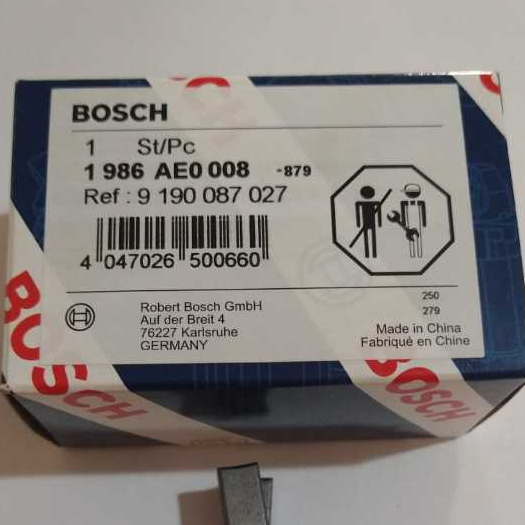 BOSCH
1 St/Pc
1 986 AE0 008 -879
Ref : 9 190 087 027
4 047026 500660
Robert Bosch GmbH
Auf der Breit 4
76227 Karlsruhe
GERMANY
250
279
Made in China
Fabriqué en Chine
BOSCH
BOSCH